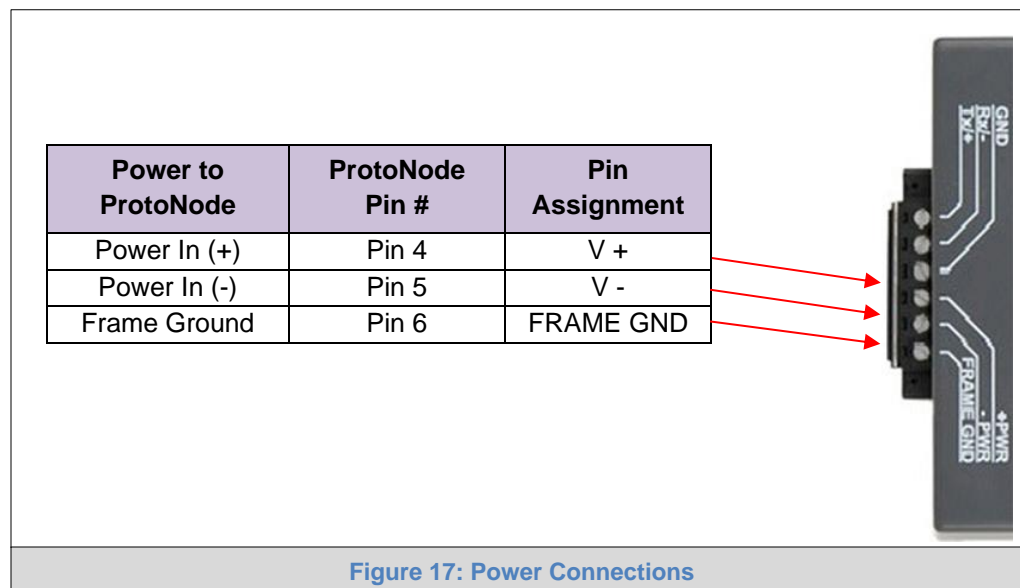 Power to ProtoNode | ProtoNode Pin # | Pin Assignment
Power In (+) | Pin 4 | V +
Power In (-) | Pin 5 | V -
Frame Ground | Pin 6 | FRAME GND
Tx/+
Rx/-
GND
+PWR
- PWR
FRAME GND
Figure 17: Power Connections